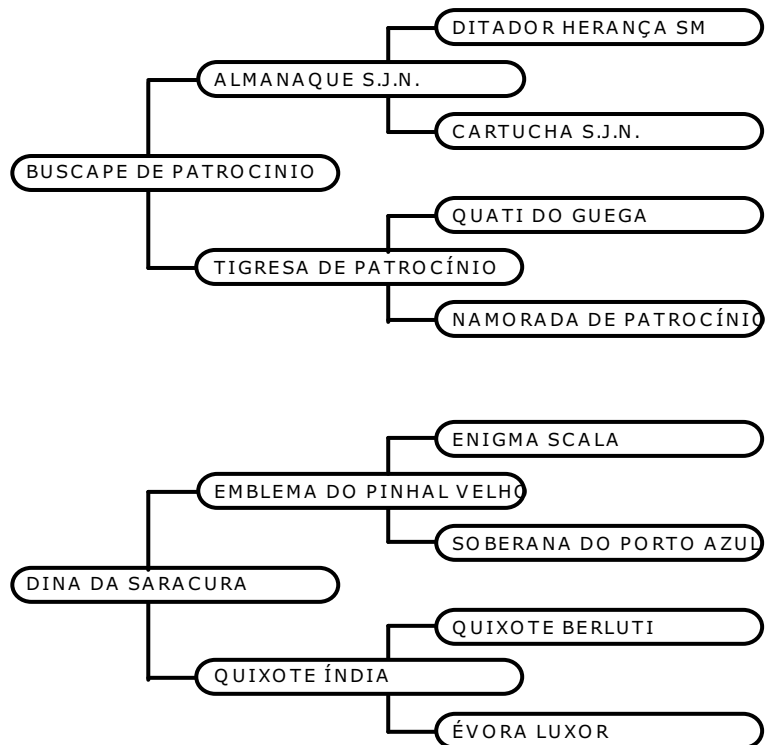 DITADOR HERANÇA SM
ALMANAQUE S.J.N.
CARTUCHA S.J.N.
BUSCAPE DE PATROCINIO
QUATI DO GUEGA
TIGRESA DE PATROCÍNIO
NAMORADA DE PATROCÍNIO
ENIGMA SCALA
EMBLEMA DO PINHAL VELHO
SOBERANA DO PORTO AZUL
DINA DA SARACURA
QUIXOTE BERLUTI
QUIXOTE ÍNDIA
ÉVORA LUXOR